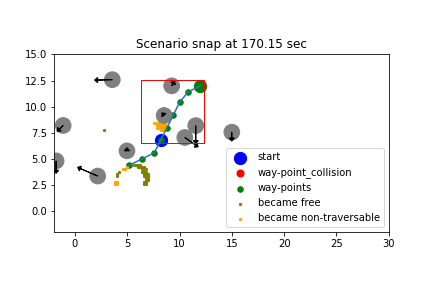 Scenario snap at 170.15 sec
15.0
12.5
10.0
7.5
5.0
2.5
0.0
0 5 10 15 20 25 30
start
way-point_collision
way-points
became free
became non-traversable